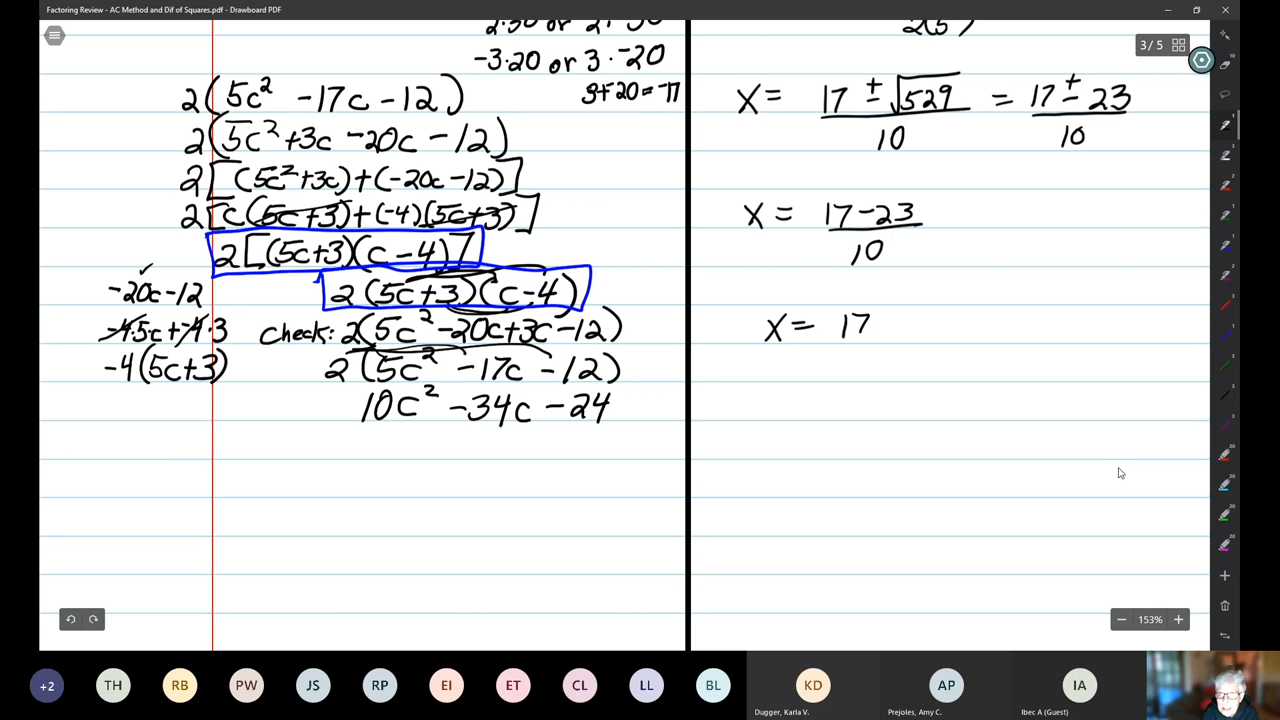 Factoring Review - AC Method and Dif of Squares.pdf - Drawboard PDF
3 / 5
-3·20 or 3·-20
3+-20=-17
2(5c² -17c -12)
2(5c² +3c -20c -12)
2[(5c²+3c)+(-20c-12)]
2[c(5c+3)+(-4)(5c+3)]
2[(5c+3)(c-4)]
-20c-12 ✓
2(5c+3)(c-4)
-4·5c+-4·3
check: 2(5c² -20c+3c-12)
-4(5c+3)
2(5c² -17c -12)
10c² -34c -24
x = 17 ± √529 / 10 = 17 ± 23 / 10
x = 17-23 / 10
x = 17
153%
+2
TH
RB
PW
JS
RP
EI
ET
CL
LL
BL
KD
Dugger, Karla V.
AP
Prejoles, Amy C.
IA
Ibec A (Guest)